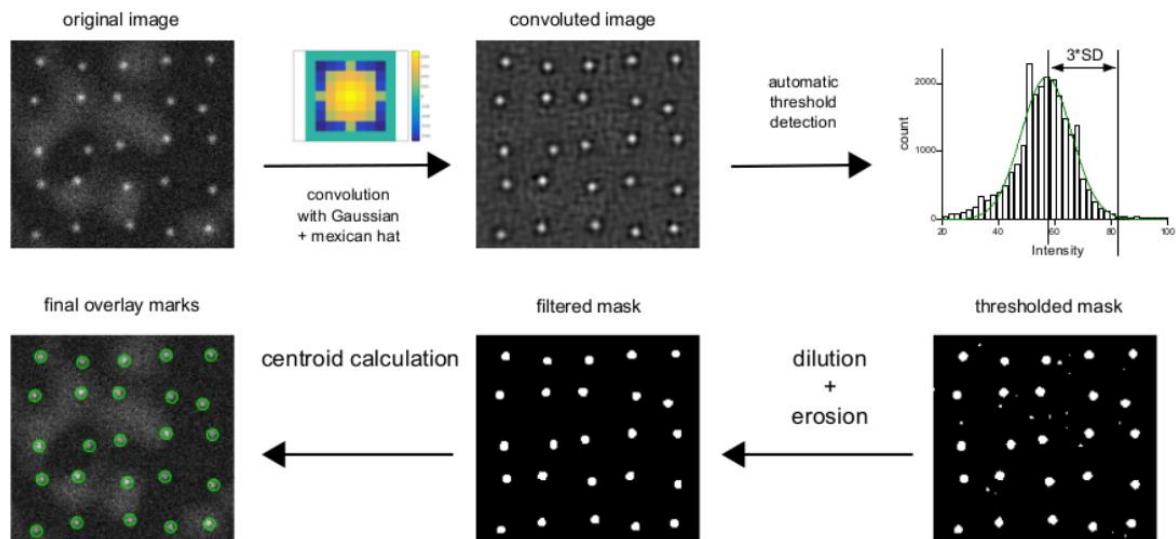 original image
convoluted image
convolution
with Gaussian
+ mexican hat
automatic
threshold
detection
3*SD
2000
1000
0
count
20
40
60
80
100
Intensity
final overlay marks
filtered mask
thresholded mask
centroid calculation
dilution
+
erosion